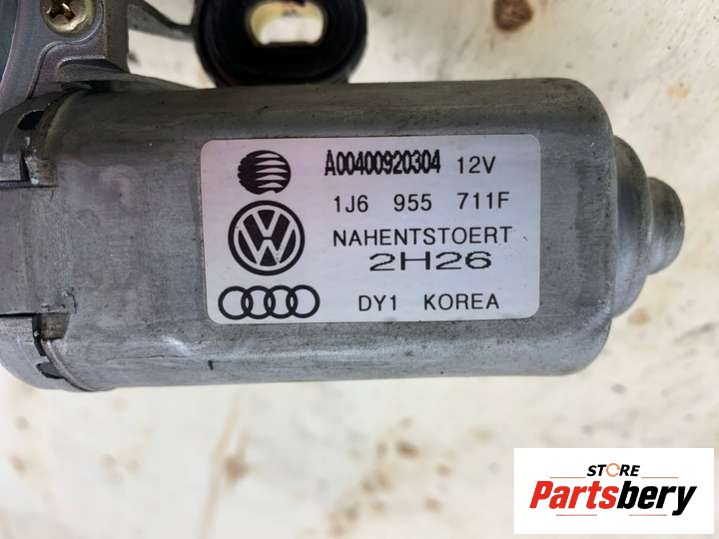 A00400920304 12V
1J6 955 711F
NAHENTSTOERT
2H26
DY1 KOREA
STORE
Partsbery